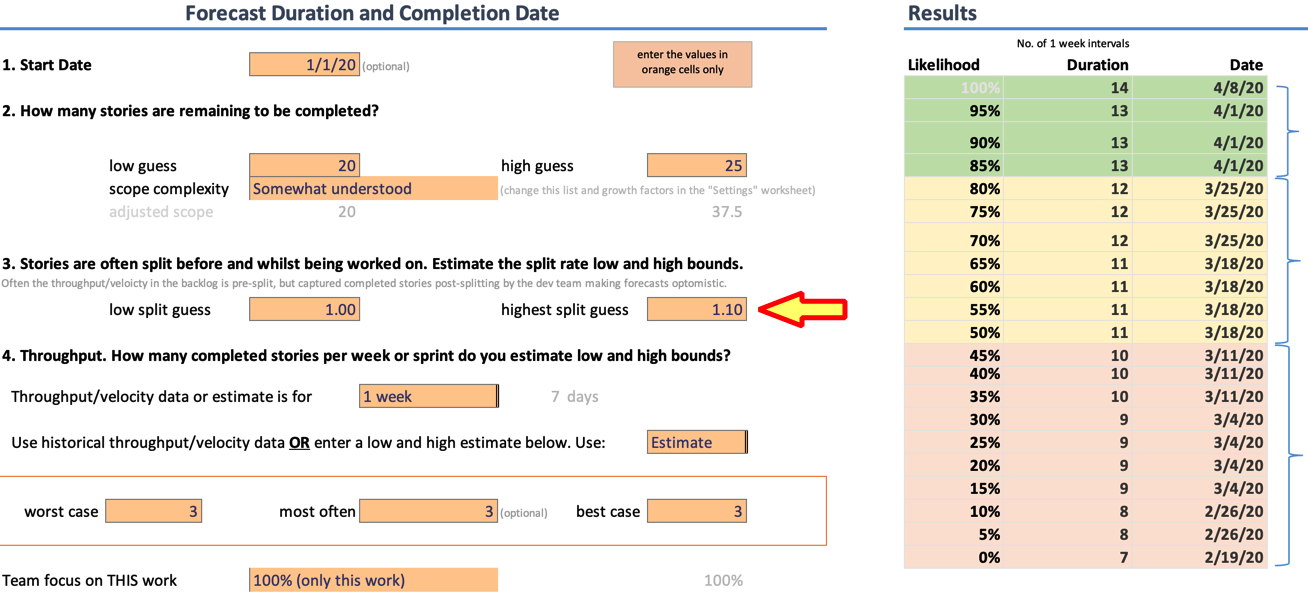 Forecast Duration and Completion Date
1. Start Date 1/1/20 (optional)
enter the values in
orange cells only
2. How many stories are remaining to be completed?
low guess 20 high guess 25
scope complexity Somewhat understood (change this list and growth factors in the "Settings" worksheet)
adjusted scope 20 37.5
3. Stories are often split before and whilst being worked on. Estimate the split rate low and high bounds.
Often the throughput/veloicty in the backlog is pre-split, but captured completed stories post-splitting by the dev team making forecasts optomistic.
low split guess 1.00 highest split guess 1.10
4. Throughput. How many completed stories per week or sprint do you estimate low and high bounds?
Throughput/velocity data or estimate is for 1 week 7 days
Use historical throughput/velocity data OR enter a low and high estimate below. Use: Estimate
worst case 3 most often 3 (optional) best case 3
Team focus on THIS work 100% (only this work) 100%
Results
No. of 1 week intervals
Likelihood Duration Date
100% 14 4/8/20
95% 13 4/1/20
90% 13 4/1/20
85% 13 4/1/20
80% 12 3/25/20
75% 12 3/25/20
70% 12 3/25/20
65% 11 3/18/20
60% 11 3/18/20
55% 11 3/18/20
50% 11 3/18/20
45% 10 3/11/20
40% 10 3/11/20
35% 10 3/11/20
30% 9 3/4/20
25% 9 3/4/20
20% 9 3/4/20
15% 9 3/4/20
10% 8 2/26/20
5% 8 2/26/20
0% 7 2/19/20